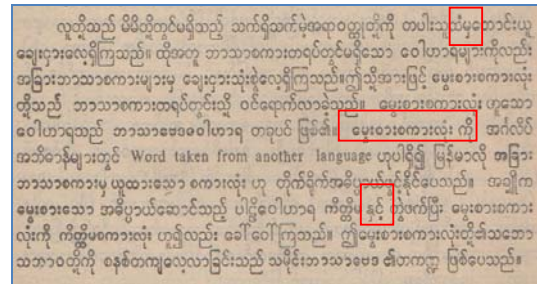 လူတို့သည် မိမိတို့တွင်မရှိသည့် သက်ရှိသက်မဲ့အရာဝတ္ထုတို့ကို တပါးသူထံမှတောင်းယူ
ချေးငှားလေ့ရှိကြသည်။ ထိုအတူ ဘာသာစကားတရပ်တွင်မရှိသော ဝေါဟာရများကိုလည်း
အခြားဘာသာစကားများမှ ချေးငှားသုံးစွဲလေ့ရှိကြသည်။ဤသို့အားဖြင့် မွေးစားစကားလုံး
တို့သည် ဘာသာစကားတရပ်တွင်းသို့ ဝင်ရောက်လာခဲ့သည်။ မွေးစားစကားလုံး ဟူသော
ဝေါဟာရသည် ဘာသာဗေဒဝေါဟာရ တခုပင် ဖြစ်၏။ မွေးစားစကားလုံး ကို အင်္ဂလိပ်
အဘိဓာန်များတွင် Word taken from another language ဟုပါရှိ၍ မြန်မာလို အခြား
ဘာသာစကားမှ ယူထားသော စကားလုံး ဟု တိုက်ရိုက်အဓိပ္ပာယ်ဖွင့်နိုင်ပေသည်။ အချို့က
မွေးစားသော အဓိပ္ပာယ်ဆောင်သည့် ပါဠိဝေါဟာရ ကိတ္တိမ နှင့် တွဲဖက်ပြီး မွေးစားစကား
လုံးကို ကိတ္တိမစကားလုံး ဟူ၍လည်း ခေါ်ဝေါ်ကြသည်။ ဤမွေးစားစကားလုံးတို့၏သဘော
သဘာဝတို့ကို စနစ်တကျလေ့လာခြင်းသည် သမိုင်းဘာသာဗေဒ ၏တာဝ ဖြစ်ပေသည်။